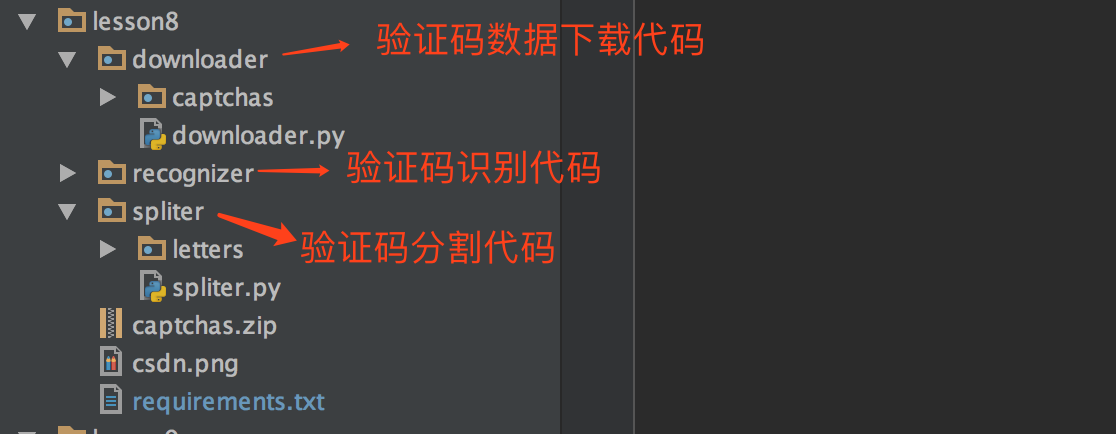 lesson8
downloader 验证码数据下载代码
captchas
downloader.py
recognizer 验证码识别代码
spliter
letters 验证码分割代码
spliter.py
captchas.zip
csdn.png
requirements.txt